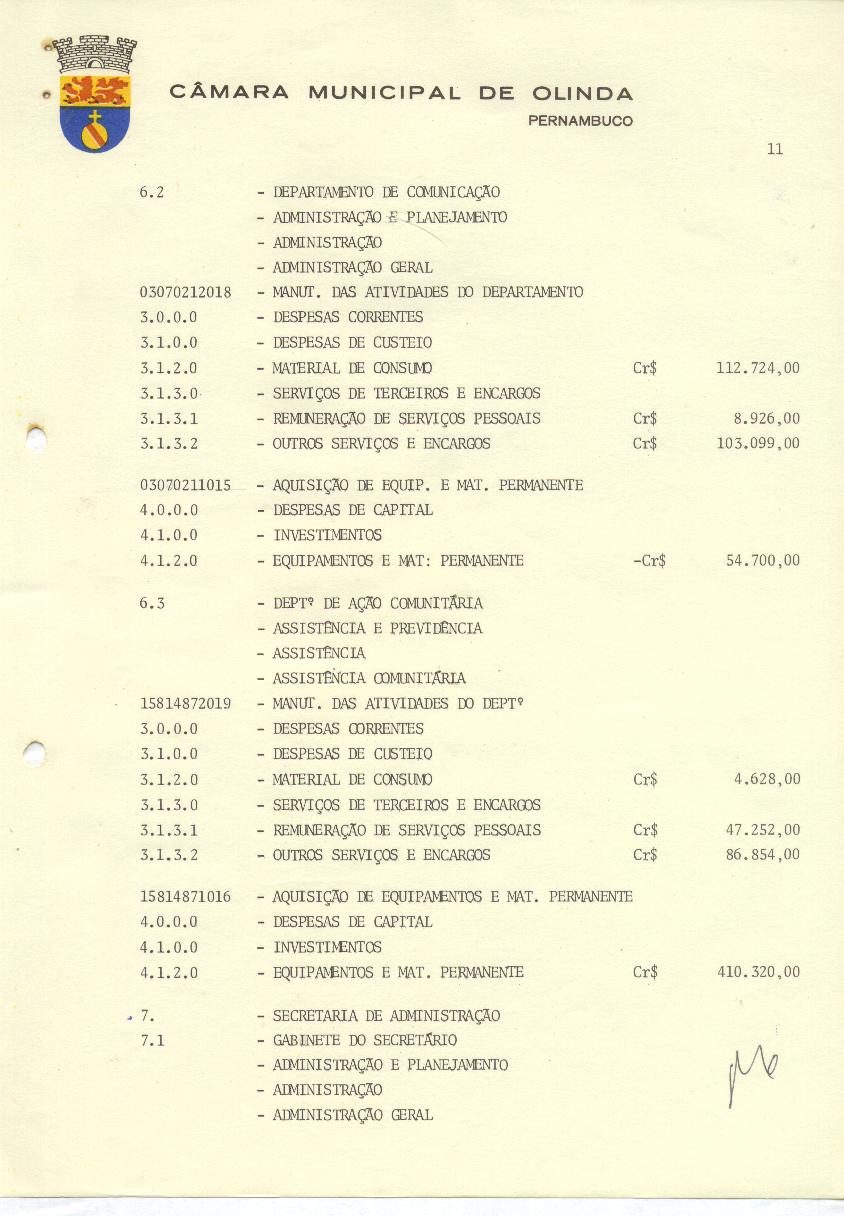 CÂMARA MUNICIPAL DE OLINDA
PERNAMBUCO
11
6.2 - DEPARTAMENTO DE COMUNICAÇÃO
- ADMINISTRAÇÃO E PLANEJAMENTO
- ADMINISTRAÇÃO
- ADMINISTRAÇÃO GERAL
03070212018 - MANUT. DAS ATIVIDADES DO DEPARTAMENTO
3.0.0.0 - DESPESAS CORRENTES
3.1.0.0 - DESPESAS DE CUSTEIO
3.1.2.0 - MATERIAL DE CONSUMO Cr$ 112.724,00
3.1.3.0 - SERVIÇOS DE TERCEIROS E ENCARGOS
3.1.3.1 - REMUNERAÇÃO DE SERVIÇOS PESSOAIS Cr$ 8.926,00
3.1.3.2 - OUTROS SERVIÇOS E ENCARGOS Cr$ 103.099,00
03070211015 - AQUISIÇÃO DE EQUIP. E MAT. PERMANENTE
4.0.0.0 - DESPESAS DE CAPITAL
4.1.0.0 - INVESTIMENTOS
4.1.2.0 - EQUIPAMENTOS E MAT: PERMANENTE -Cr$ 54.700,00
6.3 - DEPTº DE AÇÃO COMUNITÁRIA
- ASSISTÊNCIA E PREVIDÊNCIA
- ASSISTÊNCIA
- ASSISTÊNCIA COMUNITÁRIA
15814872019 - MANUT. DAS ATIVIDADES DO DEPTº
3.0.0.0 - DESPESAS CORRENTES
3.1.0.0 - DESPESAS DE CUSTEIO
3.1.2.0 - MATERIAL DE CONSUMO Cr$ 4.628,00
3.1.3.0 - SERVIÇOS DE TERCEIROS E ENCARGOS
3.1.3.1 - REMUNERAÇÃO DE SERVIÇOS PESSOAIS Cr$ 47.252,00
3.1.3.2 - OUTROS SERVIÇOS E ENCARGOS Cr$ 86.854,00
15814871016 - AQUISIÇÃO DE EQUIPAMENTOS E MAT. PERMANENTE
4.0.0.0 - DESPESAS DE CAPITAL
4.1.0.0 - INVESTIMENTOS
4.1.2.0 - EQUIPAMENTOS E MAT. PERMANENTE Cr$ 410.320,00
7. - SECRETARIA DE ADMINISTRAÇÃO
7.1 - GABINETE DO SECRETÁRIO
- ADMINISTRAÇÃO E PLANEJAMENTO
- ADMINISTRAÇÃO
- ADMINISTRAÇÃO GERAL